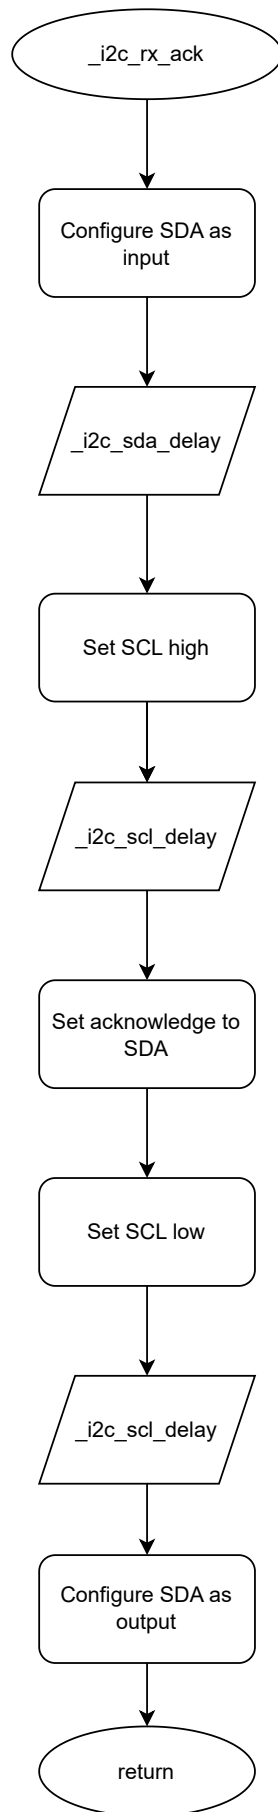 _i2c_rx_ack
Configure SDA as
input
_i2c_sda_delay
Set SCL high
_i2c_scl_delay
Set acknowledge to
SDA
Set SCL low
_i2c_scl_delay
Configure SDA as
output
return